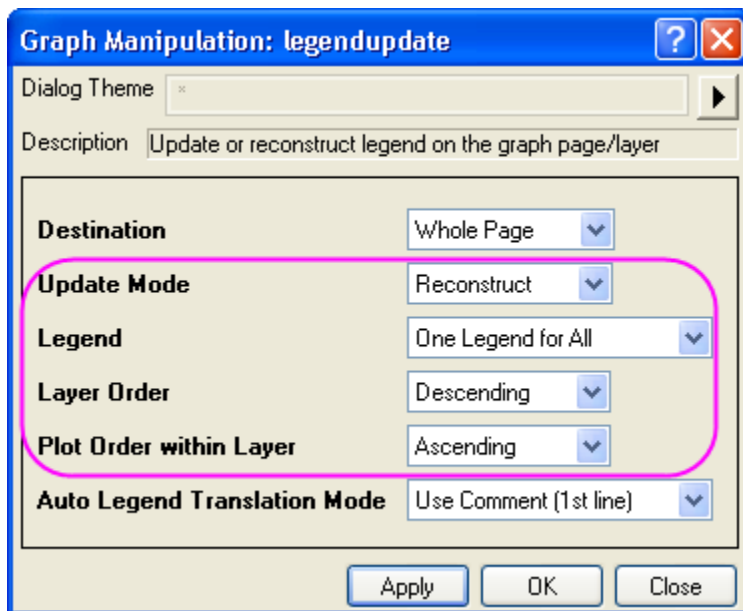 Graph Manipulation: legendupdate
Dialog Theme *
Description Update or reconstruct legend on the graph page/layer
Destination Whole Page
Update Mode Reconstruct
Legend One Legend for All
Layer Order Descending
Plot Order within Layer Ascending
Auto Legend Translation Mode Use Comment (1st line)
Apply OK Close